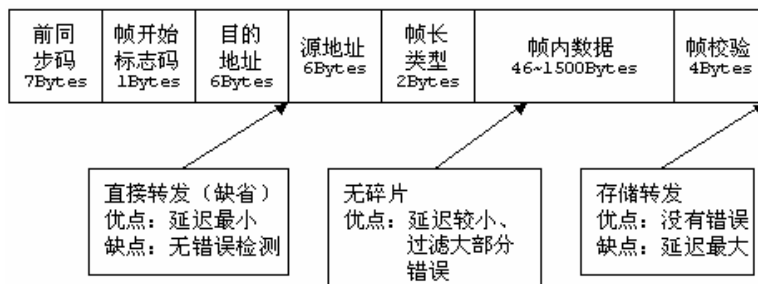 前同
步码
7Bytes
帧开始
标志码
1Bytes
目的
地址
6Bytes
源地址
6Bytes
帧长
类型
2Bytes
帧内数据
46~1500Bytes
帧校验
4Bytes
直接转发（缺省）
优点：延迟最小
缺点：无错误检测
无碎片
优点：延迟较小、
过滤大部分
错误
存储转发
优点：没有错误
缺点：延迟最大